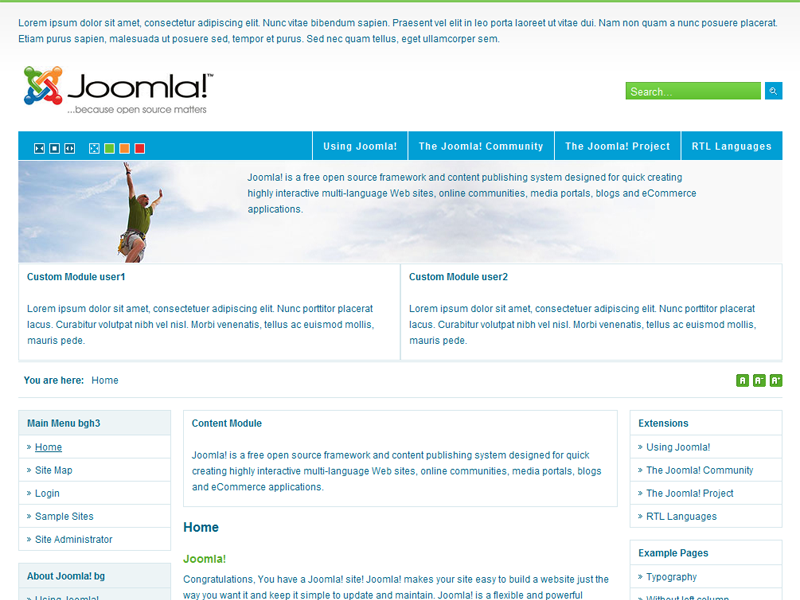 Lorem ipsum dolor sit amet, consectetur adipiscing elit. Nunc vitae bibendum sapien. Praesent vel elit in leo porta laoreet ut vitae dui. Nam non quam a nunc posuere placerat.
Etiam purus sapien, malesuada ut posuere sed, tempor et purus. Sed nec quam tellus, eget ullamcorper sem.
Joomla!™
...because open source matters
Search...
Using Joomla!
The Joomla! Community
The Joomla! Project
RTL Languages
Joomla! is a free open source framework and content publishing system designed for quick creating
highly interactive multi-language Web sites, online communities, media portals, blogs and eCommerce
applications.
Custom Module user1
Lorem ipsum dolor sit amet, consectetuer adipiscing elit. Nunc porttitor placerat
lacus. Curabitur volutpat nibh vel nisl. Morbi venenatis, tellus ac euismod mollis,
mauris pede.
Custom Module user2
Lorem ipsum dolor sit amet, consectetuer adipiscing elit. Nunc porttitor placerat
lacus. Curabitur volutpat nibh vel nisl. Morbi venenatis, tellus ac euismod mollis,
mauris pede.
You are here: Home
A A- A+
Main Menu bgh3
» Home
» Site Map
» Login
» Sample Sites
» Site Administrator
About Joomla! bg
» Using Joomla!
Content Module
Joomla! is a free open source framework and content publishing system designed for quick
creating highly interactive multi-language Web sites, online communities, media portals, blogs
and eCommerce applications.
Home
Joomla!
Congratulations, You have a Joomla! site! Joomla! makes your site easy to build a website just the
way you want it and keep it simple to update and maintain. Joomla! is a flexible and powerful
Extensions
» Using Joomla!
» The Joomla! Community
» The Joomla! Project
» RTL Languages
Example Pages
» Typography
» Without left column